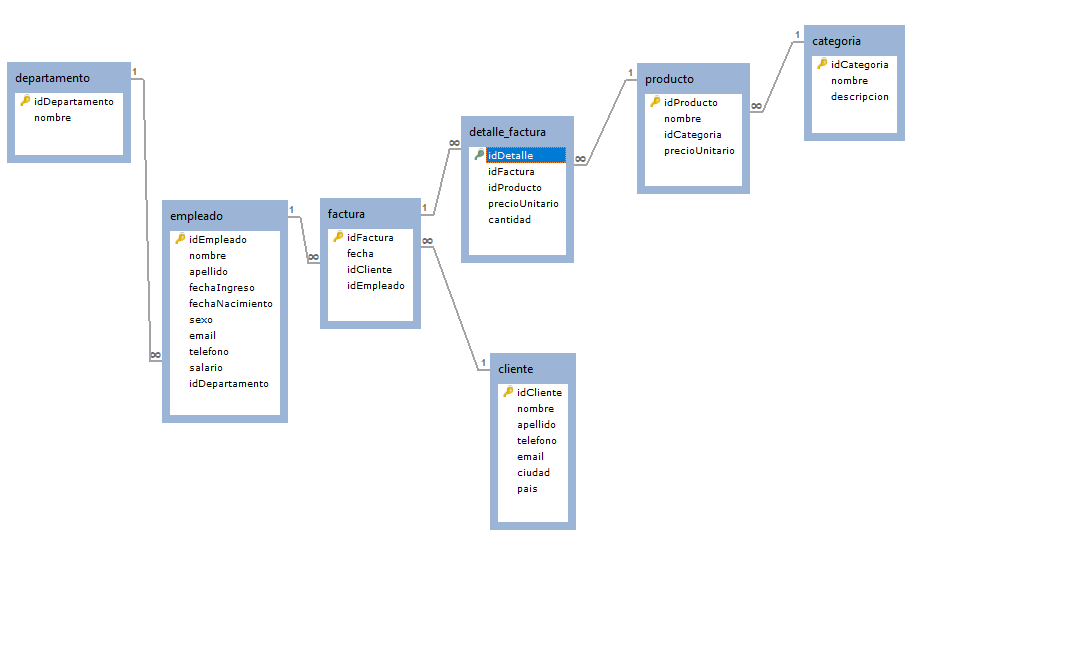 departamento
1
idDepartamento
nombre
empleado
1
idEmpleado
nombre
apellido
fechaIngreso
fechaNacimiento
sexo
email
telefono
salario
idDepartamento
∞
factura
1
∞
idFactura
fecha
idCliente
idEmpleado
∞
detalle_factura
∞
∞
idDetalle
idFactura
idProducto
precioUnitario
cantidad
cliente
1
idCliente
nombre
apellido
telefono
email
ciudad
pais
producto
1
∞
idProducto
nombre
idCategoria
precioUnitario
categoria
1
idCategoria
nombre
descripcion